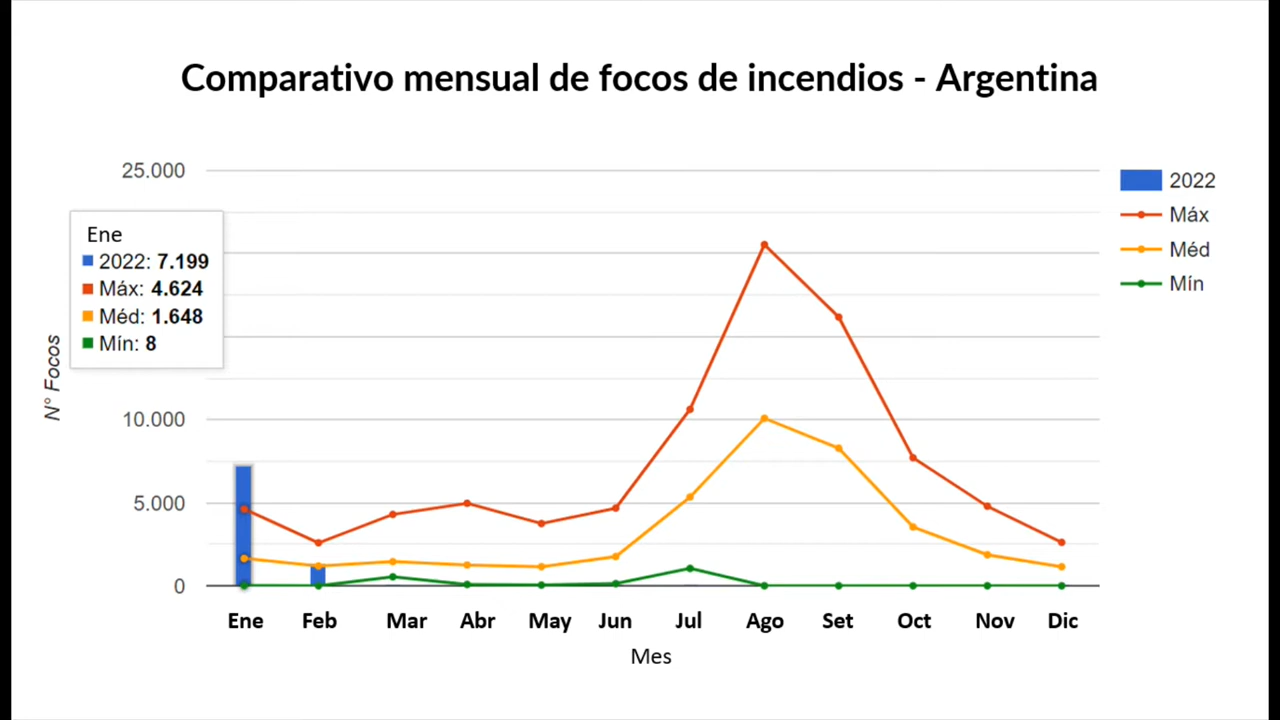 Comparativo mensual de focos de incendios - Argentina
25.000
10.000
5.000
0
N° Focos
Ene
2022: 7.199
Máx: 4.624
Méd: 1.648
Mín: 8
2022
Máx
Méd
Mín
Ene Feb Mar Abr May Jun Jul Ago Set Oct Nov Dic
Mes